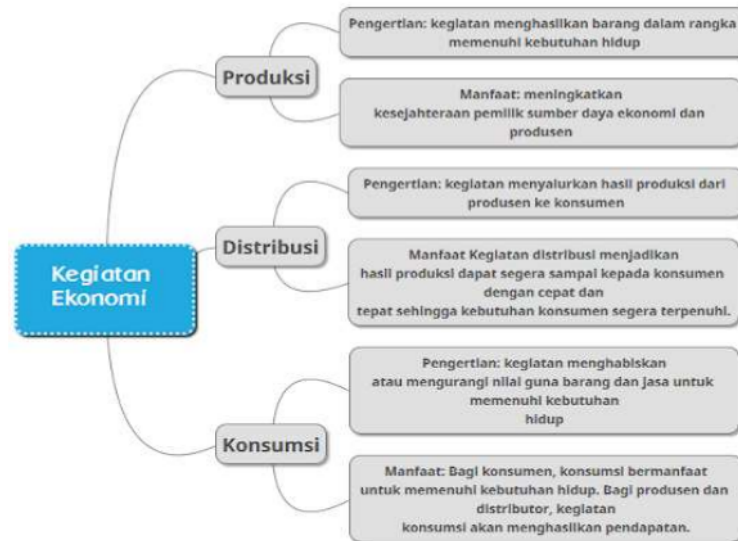 Kegiatan
Ekonomi
Produksi
Pengertian: kegiatan menghasilkan barang dalam rangka
memenuhi kebutuhan hidup
Manfaat: meningkatkan
kesejahteraan pemilik sumber daya ekonomi dan
produsen
Distribusi
Pengertian: kegiatan menyalurkan hasil produksi dari
produsen ke konsumen
Manfaat Kegiatan distribusi menjadikan
hasil produksi dapat segera sampai kepada konsumen
dengan cepat dan
tepat sehingga kebutuhan konsumen segera terpenuhi.
Konsumsi
Pengertian: kegiatan menghabiskan
atau mengurangi nilai guna barang dan jasa untuk
memenuhi kebutuhan
hidup
Manfaat: Bagi konsumen, konsumsi bermanfaat
untuk memenuhi kebutuhan hidup. Bagi produsen dan
distributor, kegiatan
konsumsi akan menghasilkan pendapatan.